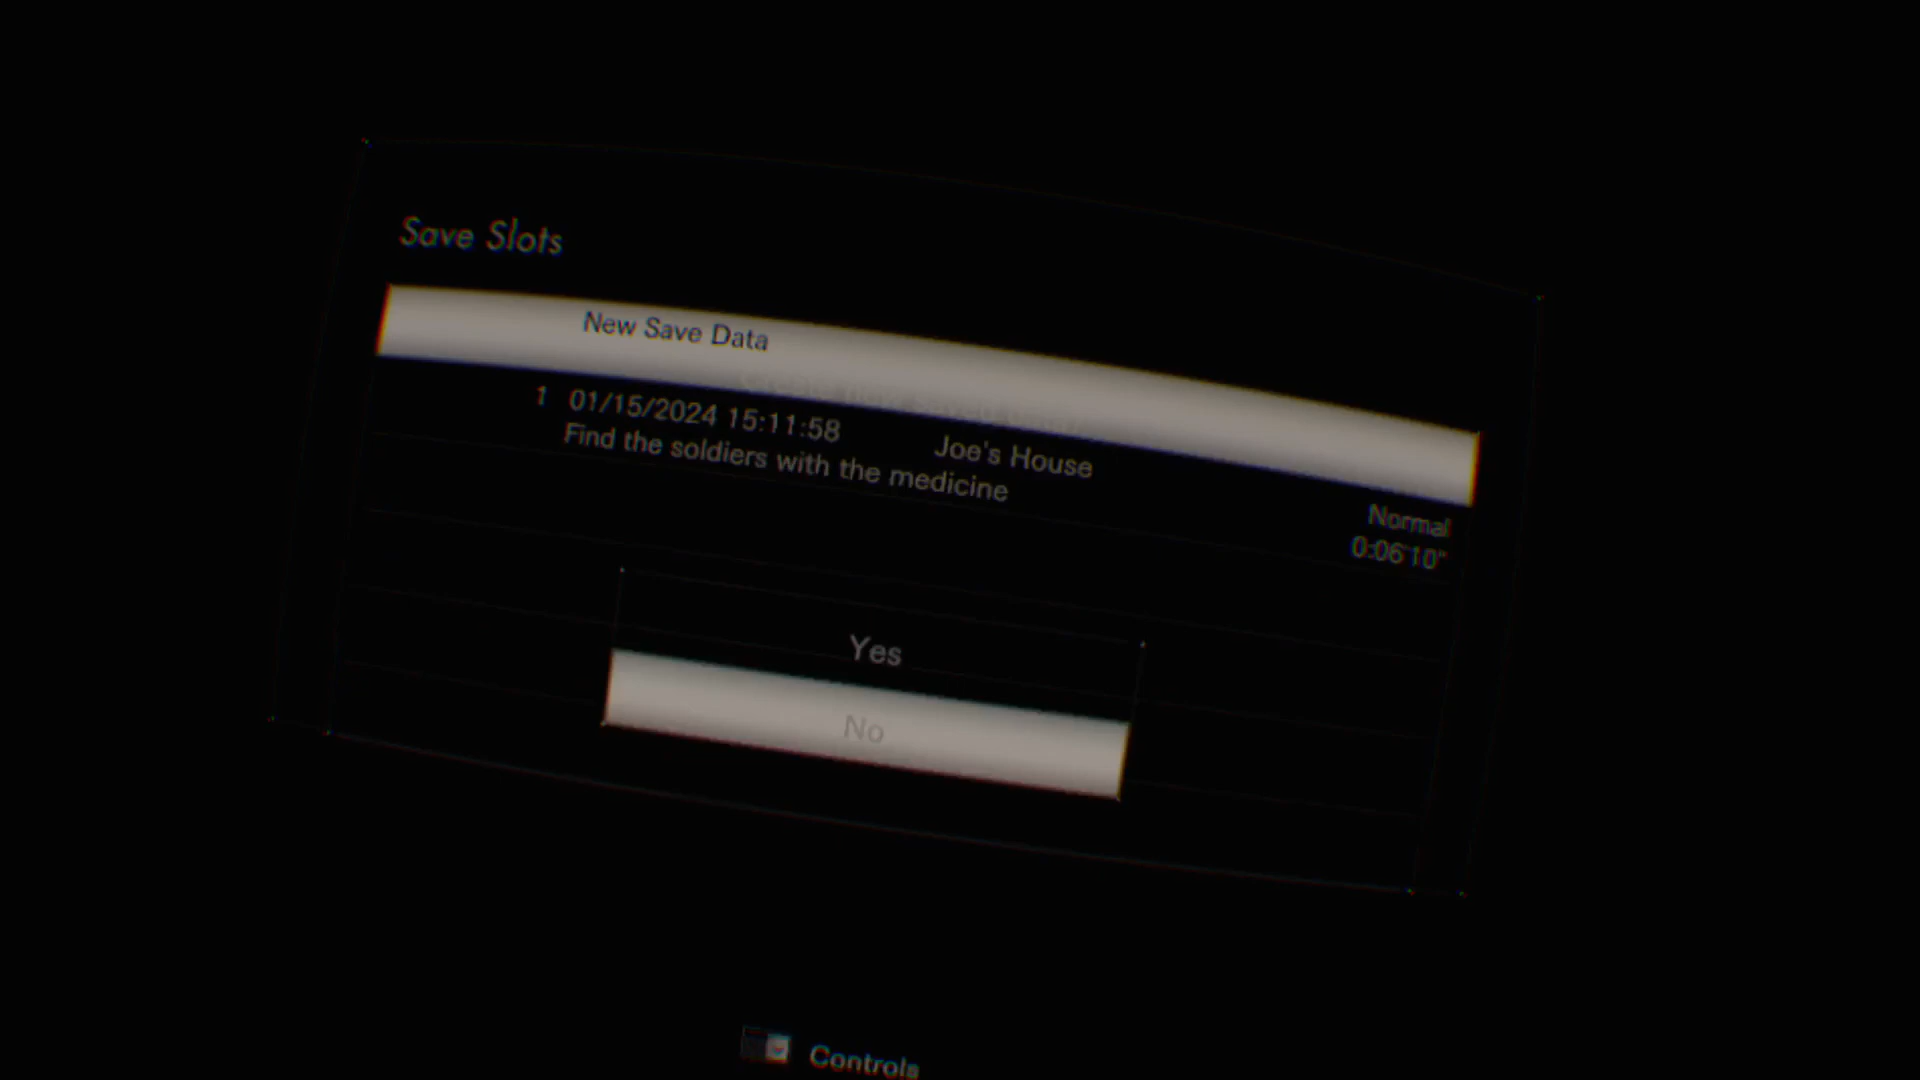 Save Slots
New Save Data
1 01/15/2024 15:11:58 Joe's House Normal
Find the soldiers with the medicine 0:06'10"
Yes
No
Controls